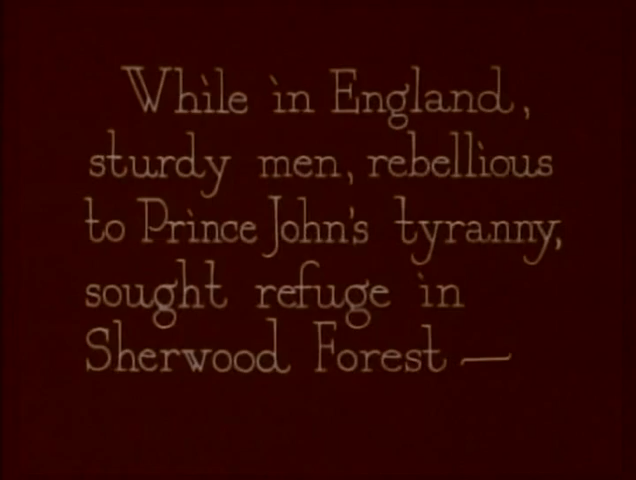 While in England,
sturdy men, rebellious
to Prince John's tyranny,
sought refuge in
Sherwood Forest —